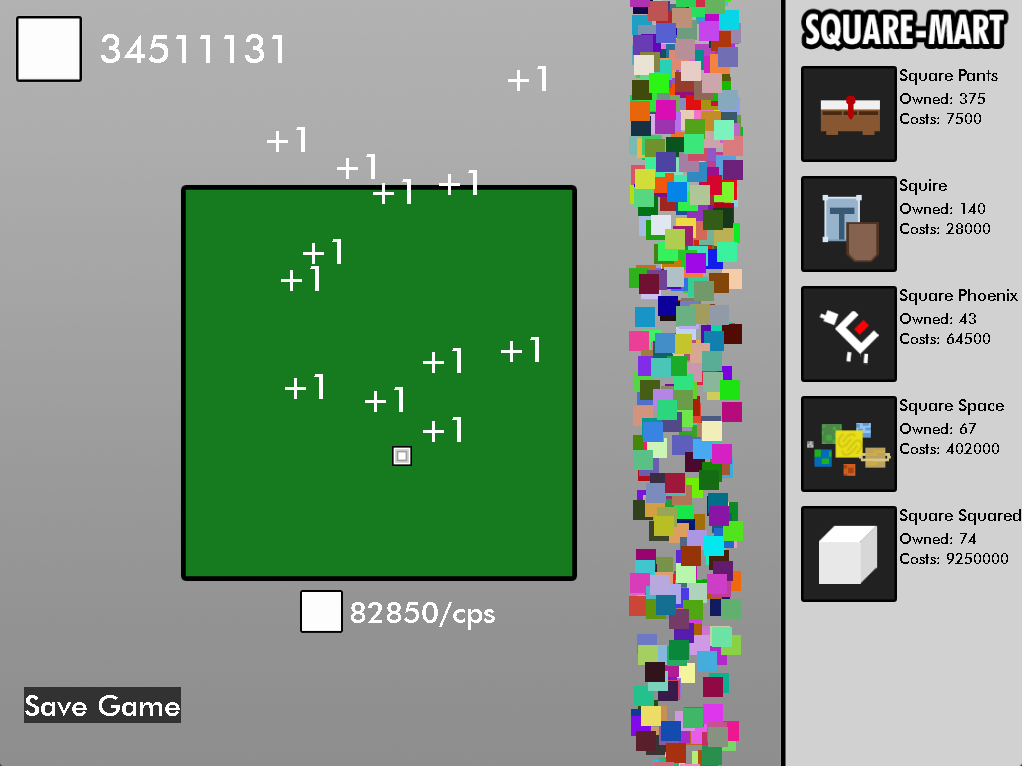 34511131
+1
+1
+1
+1
+1
+1
+1
+1
+1
+1
+1
+1
82850/cps
Save Game
SQUARE-MART
Square Pants
Owned: 375
Costs: 7500
Squire
Owned: 140
Costs: 28000
Square Phoenix
Owned: 43
Costs: 64500
Square Space
Owned: 67
Costs: 402000
Square Squared
Owned: 74
Costs: 9250000